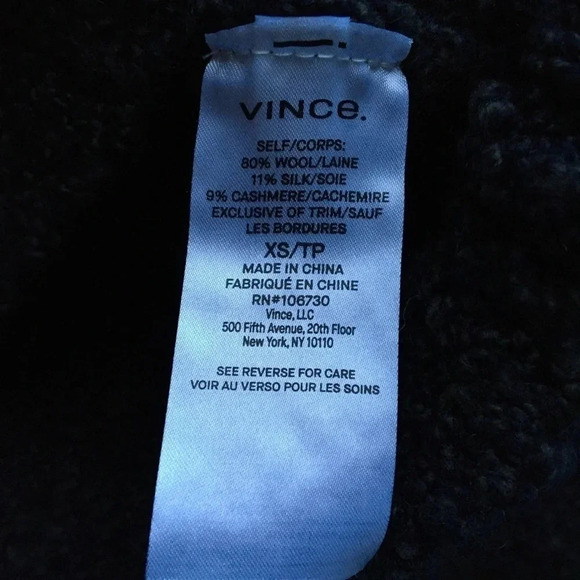 VINCE.
SELF/CORPS:
80% WOOL/LAINE
11% SILK/SOIE
9% CASHMERE/CACHEMIRE
EXCLUSIVE OF TRIM/SAUF
LES BORDURES
XS/TP
MADE IN CHINA
FABRIQUÉ EN CHINE
RN#106730
Vince, LLC
500 Fifth Avenue, 20th Floor
New York, NY 10110
SEE REVERSE FOR CARE
VOIR AU VERSO POUR LES SOINS